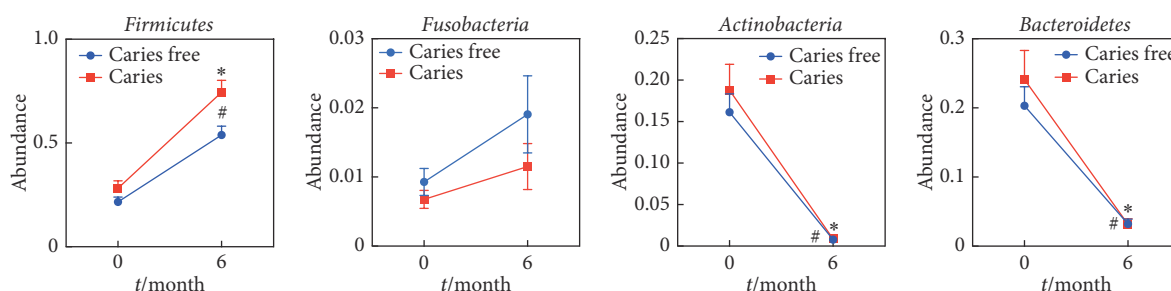 Firmicutes
1.0
0.5
0
Abundance
Caries free
Caries
*
#
0 6
t/month
Fusobacteria
0.03
0.02
0.01
0
Abundance
Caries free
Caries
0 6
t/month
Actinobacteria
0.25
0.20
0.15
0.10
0.05
0.00
Abundance
Caries free
Caries
*
#
0 6
t/month
Bacteroidetes
0.3
0.2
0.1
0
Abundance
Caries free
Caries
*
#
0 6
t/month